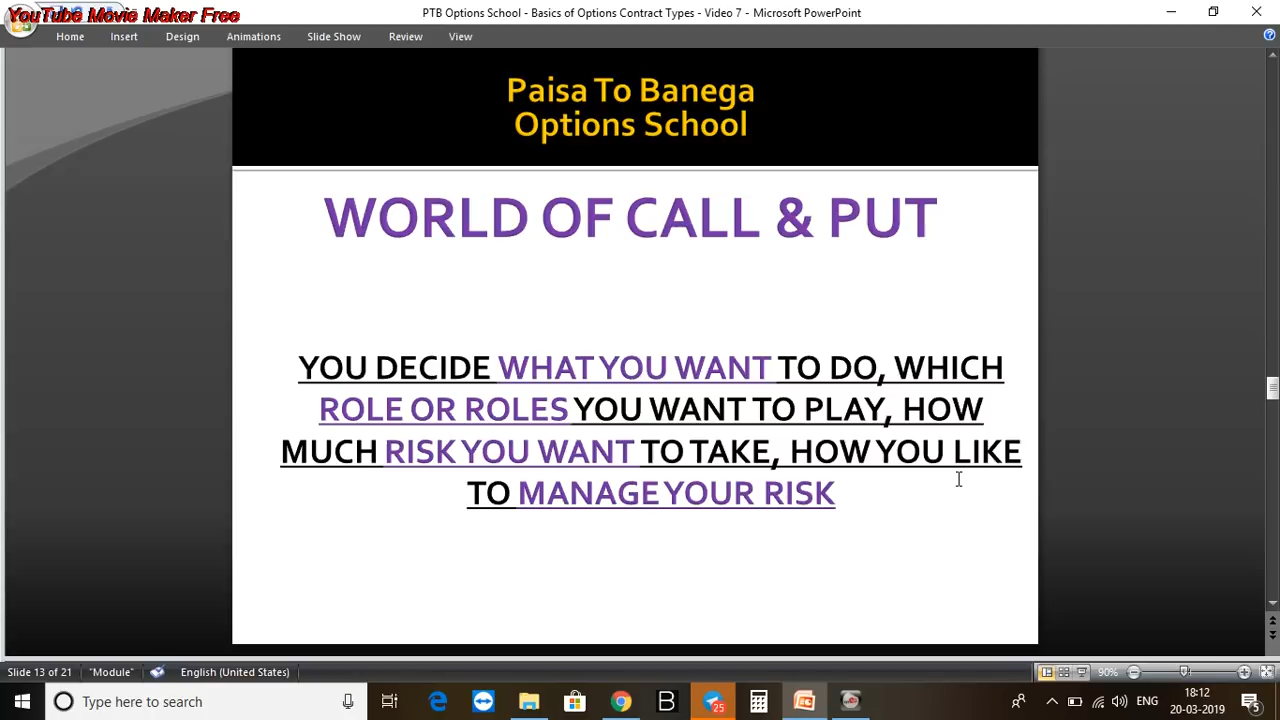 YouTube Movie Maker Free
PTB Options School - Basics of Options Contract Types - Video 7 - Microsoft PowerPoint
Home Insert Design Animations Slide Show Review View
Paisa To Banega
Options School
WORLD OF CALL & PUT
YOU DECIDE WHAT YOU WANT TO DO, WHICH
ROLE OR ROLES YOU WANT TO PLAY, HOW
MUCH RISK YOU WANT TO TAKE, HOW YOU LIKE
TO MANAGE YOUR RISK
Slide 13 of 21 "Module" English (United States) 90%
Type here to search 25 ENG 18:12
20-03-2019 5